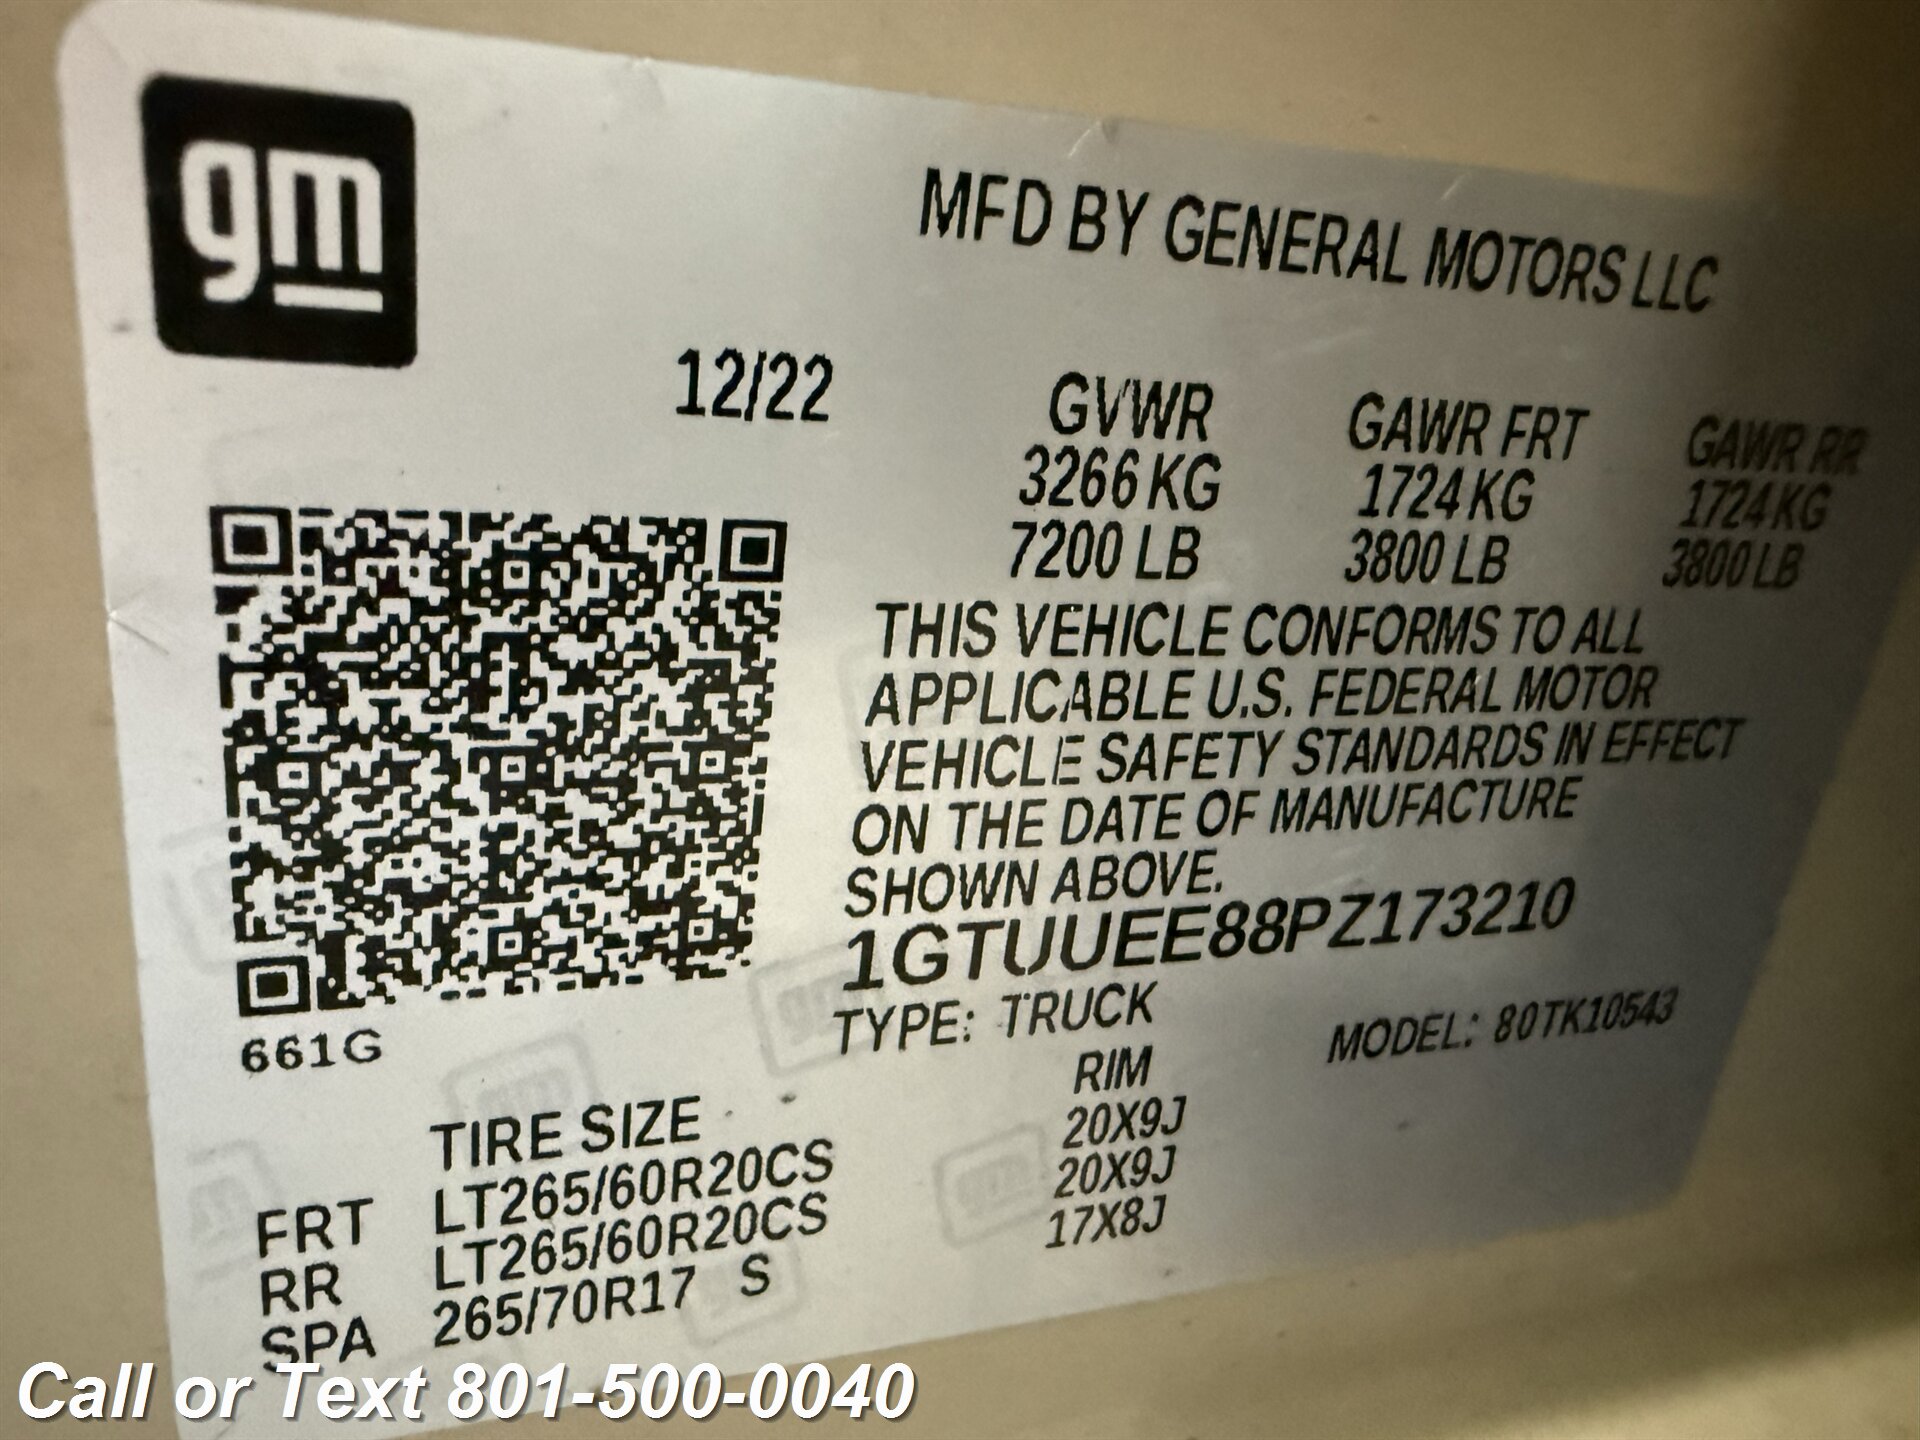 gm
MFD BY GENERAL MOTORS LLC
12/22
GVWR GAWR FRT GAWR RR
3266 KG 1724 KG 1724 KG
7200 LB 3800 LB 3800 LB
THIS VEHICLE CONFORMS TO ALL
APPLICABLE U.S. FEDERAL MOTOR
VEHICLE SAFETY STANDARDS IN EFFECT
ON THE DATE OF MANUFACTURE
SHOWN ABOVE.
1GTUUEE88PZ173210
TYPE: TRUCK MODEL: 80TK10543
661G
TIRE SIZE RIM
FRT LT265/60R20CS 20X9J
RR LT265/60R20CS 20X9J
SPA 265/70R17 S 17X8J
Call or Text 801-500-0040